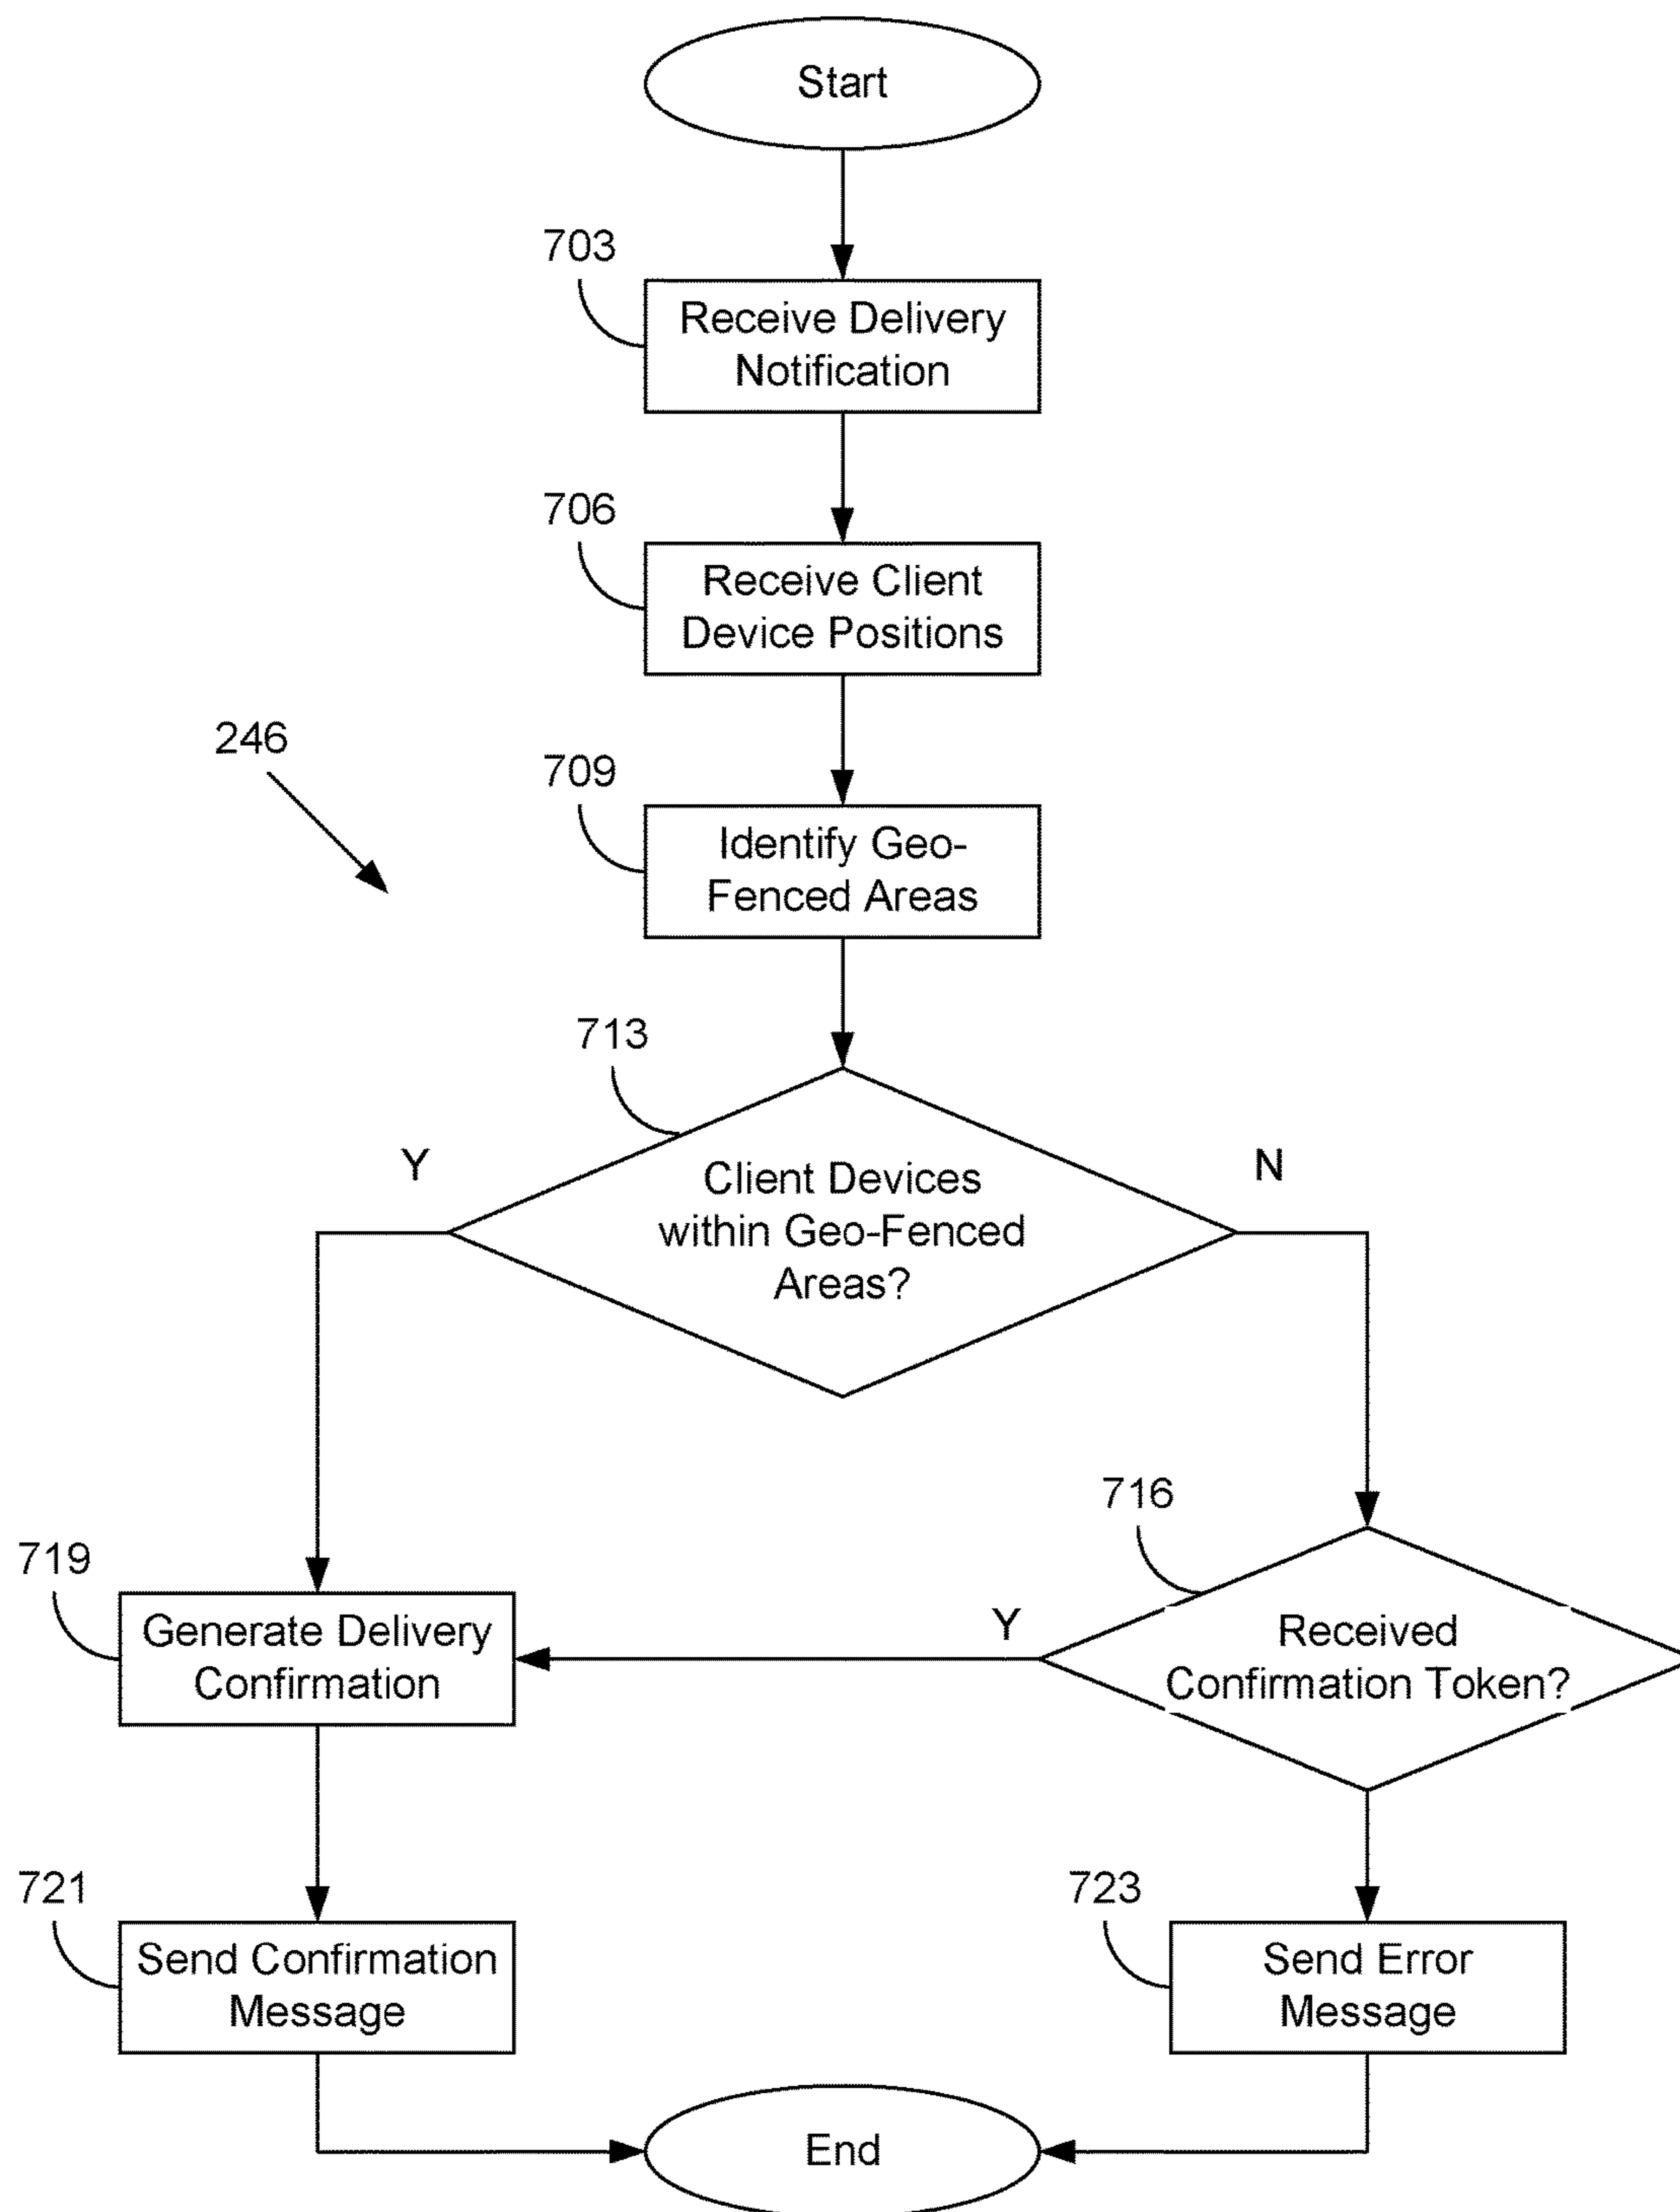 Start
703
Receive Delivery
Notification
706
Receive Client
Device Positions
246
709
Identify Geo-
Fenced Areas
713
Y
N
Client Devices
within Geo-Fenced
Areas?
716
719
Y
Generate Delivery
Confirmation
Received
Confirmation Token?
721
723
Send Confirmation
Message
Send Error
Message
End